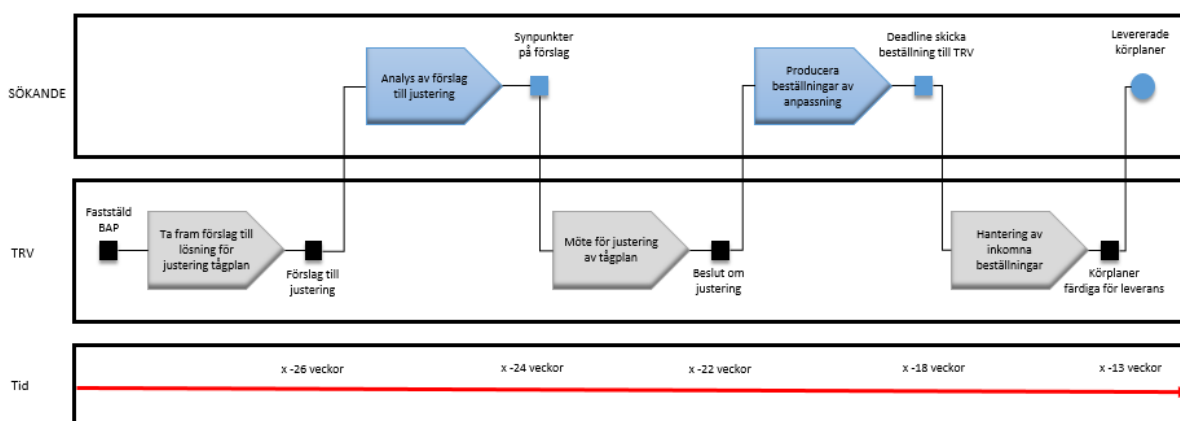 SÖKANDE
Analys av förslag
till justering
Synpunkter
på förslag
Producera
beställningar av
anpassning
Deadline skicka
beställning till TRV
Levererade
körplaner
TRV
Faststäld
BAP
Ta fram förslag till
lösning för
justering tågplan
Förslag till
justering
Möte för justering
av tågplan
Beslut om
justering
Hantering av
inkomna
beställningar
Körplaner
färdiga för leverans
Tid
x -26 veckor
x -24 veckor
x -22 veckor
x -18 veckor
x -13 veckor